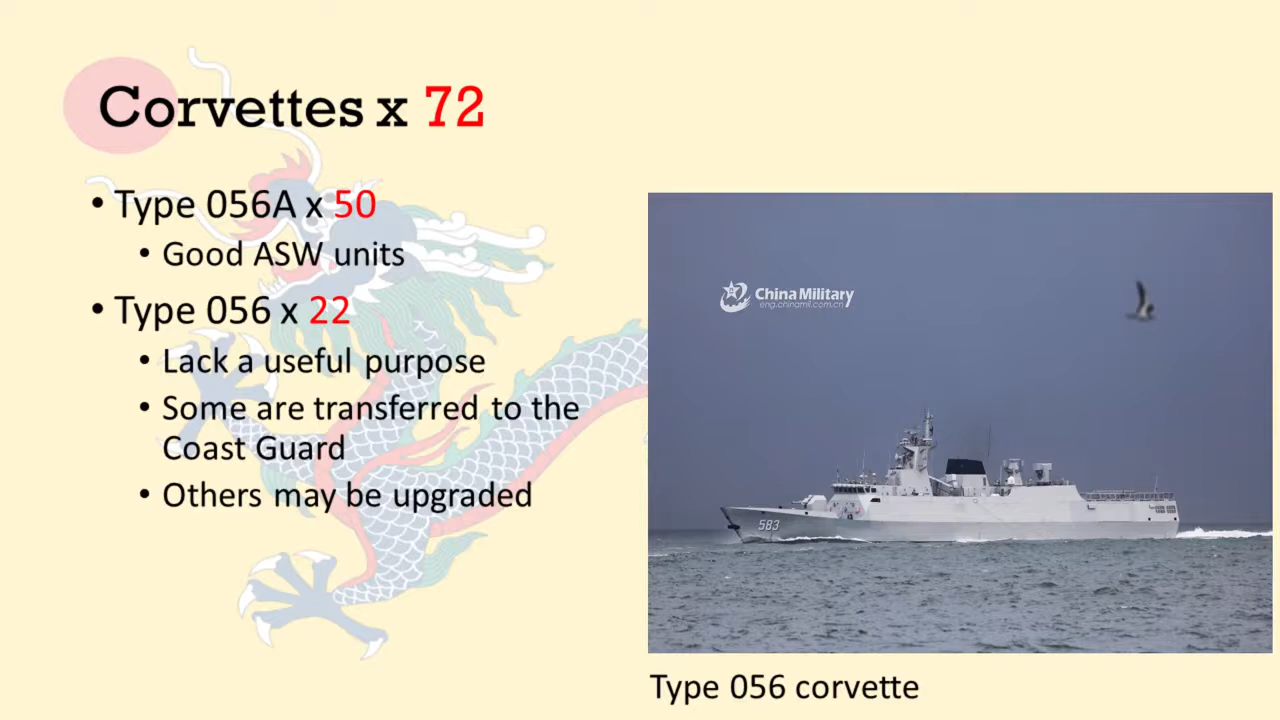 Corvettes x 72
• Type 056A x 50
• Good ASW units
• Type 056 x 22
• Lack a useful purpose
• Some are transferred to the
Coast Guard
• Others may be upgraded
China Military
eng.chinamil.com.cn
583
Type 056 corvette